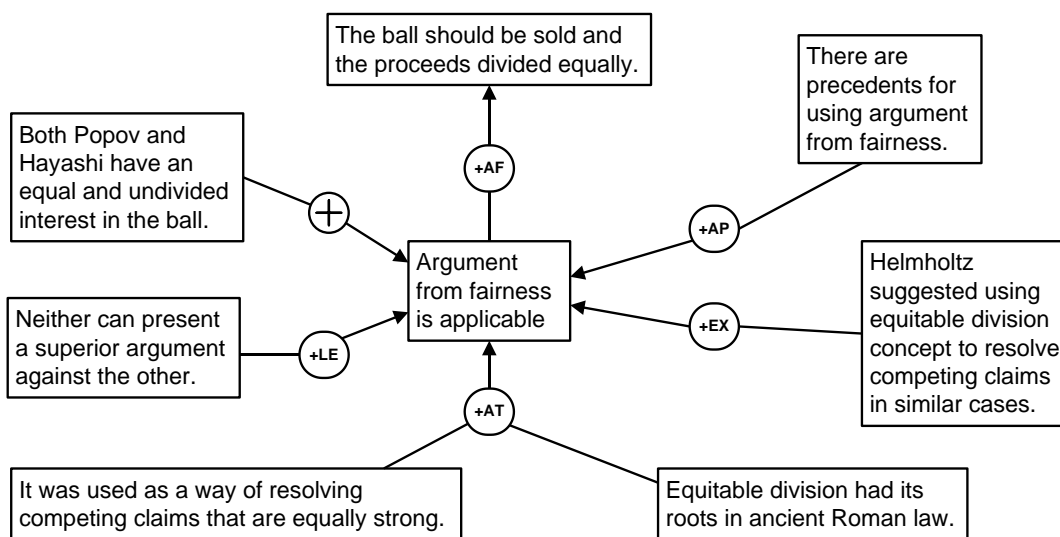 The ball should be sold and
the proceeds divided equally.
There are
precedents for
using argument
from fairness.
Both Popov and
Hayashi have an
equal and undivided
interest in the ball.
+AF
+
+AP
Argument
from fairness
is applicable
Helmholtz
suggested using
equitable division
concept to resolve
competing claims
in similar cases.
Neither can present
a superior argument
against the other.
+LE
+EX
+AT
It was used as a way of resolving
competing claims that are equally strong.
Equitable division had its
roots in ancient Roman law.